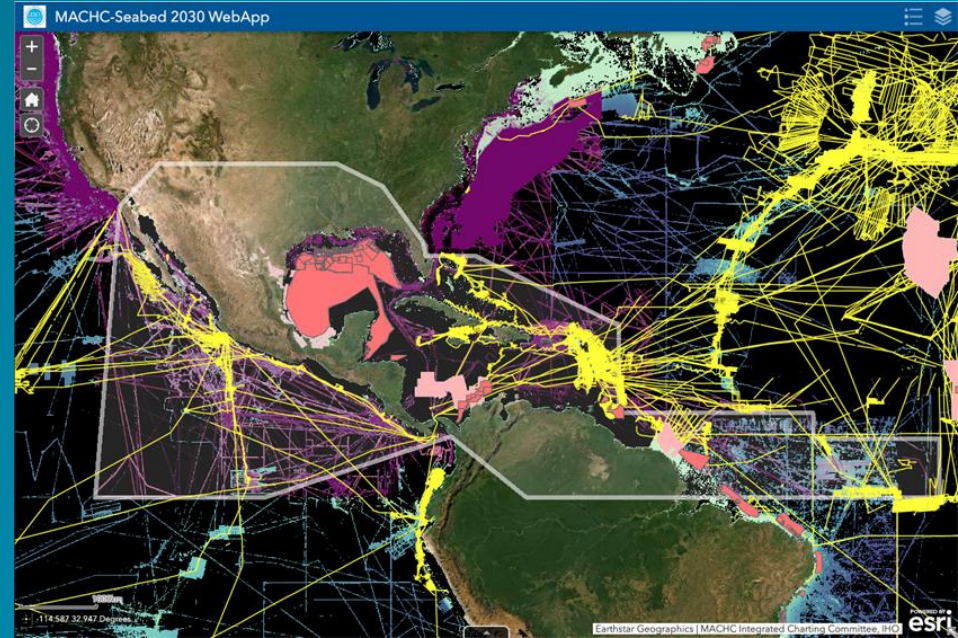 MACHC-Seabed 2030 WebApp
+
−
-114.587 32.947 Degrees
Earthstar Geographics | MACHC Integrated Charting Committee, IHO
POWERED BY
esri